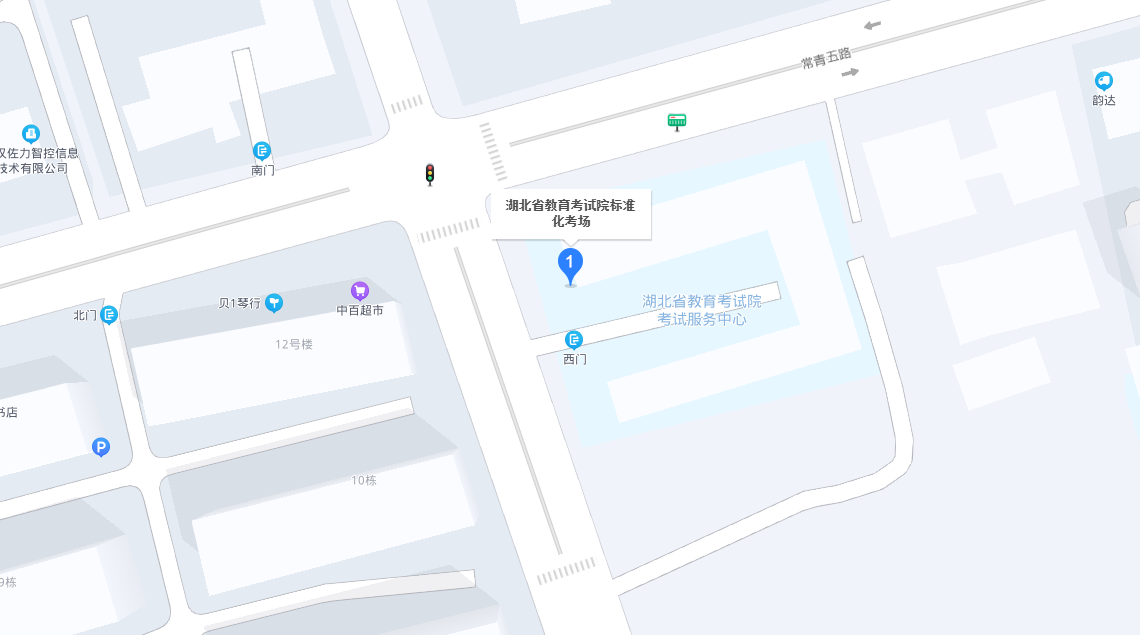 常青五路
韵达
汉佐力智控信息
技术有限公司
南门
湖北省教育考试院标准
化考场
1
贝1琴行
中百超市
北门
湖北省教育考试院
考试服务中心
12号楼
西门
书店
P
10栋
9栋